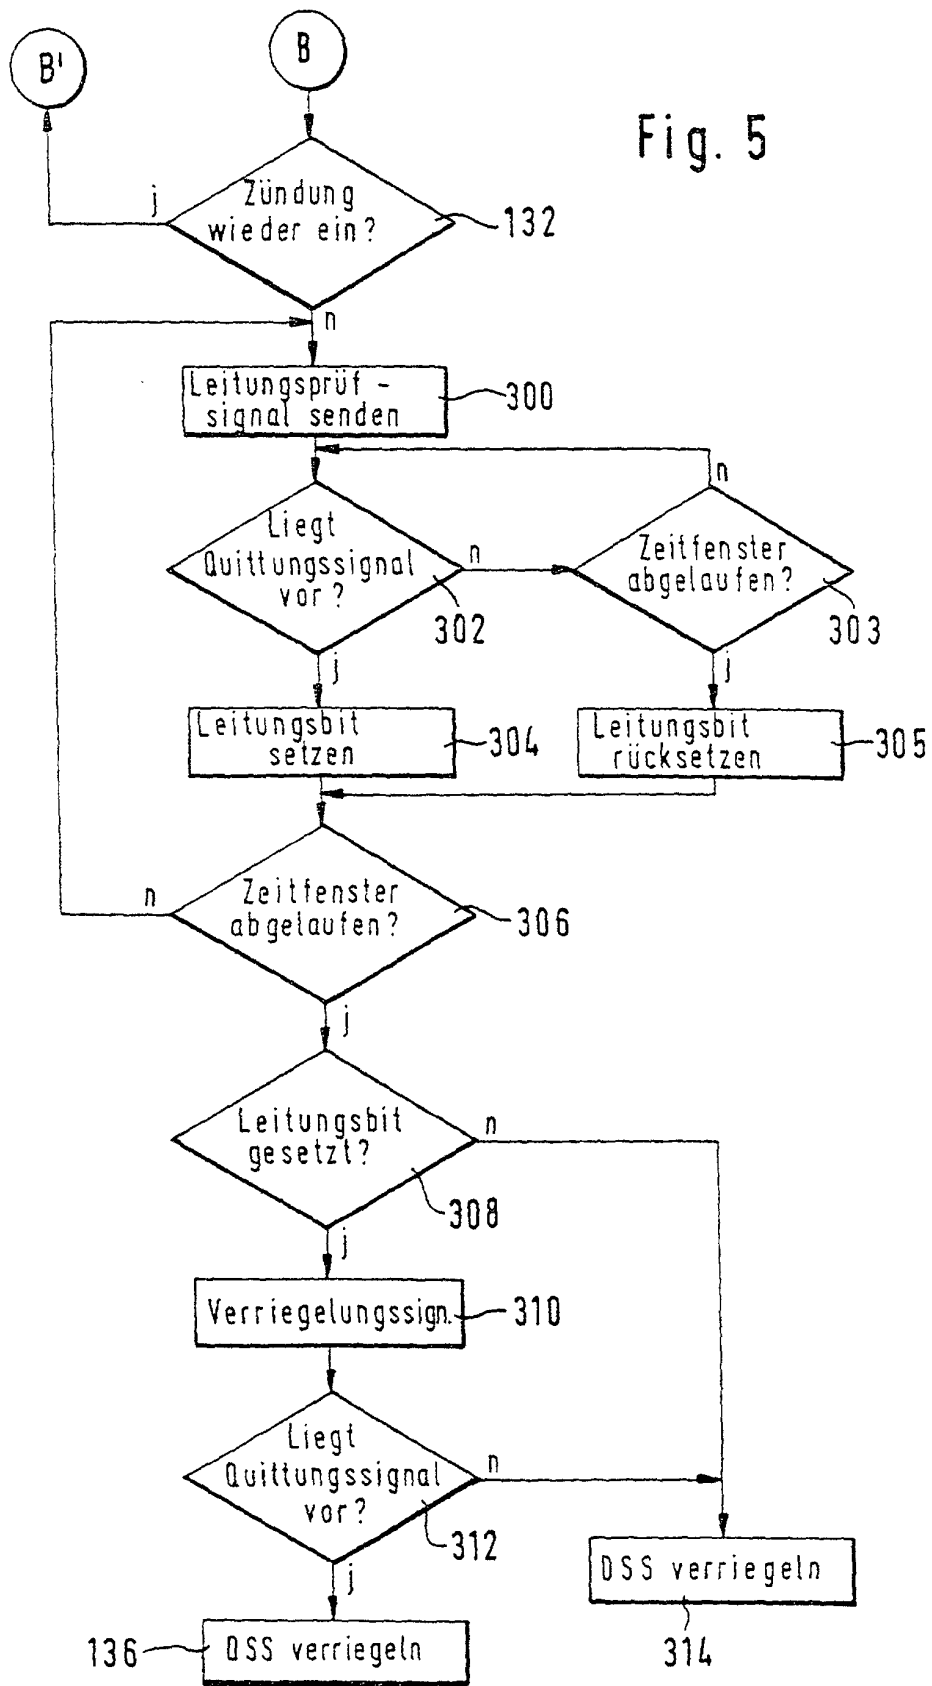 B'
B
Fig. 5
j
Zündung
wieder ein?
132
n
Leitungsprüf -
signal senden
300
n
Liegt
Quittungssignal
vor?
302
n
Zeitfenster
abgelaufen?
303
j
j
Leitungsbit
setzen
304
Leitungsbit
rücksetzen
305
n
Zeitfenster
abgelaufen?
306
j
Leitungsbit
gesetzt?
308
n
j
Verriegelungssign.
310
Liegt
Quittungssignal
vor?
312
n
j
DSS verriegeln
314
136
DSS verriegeln